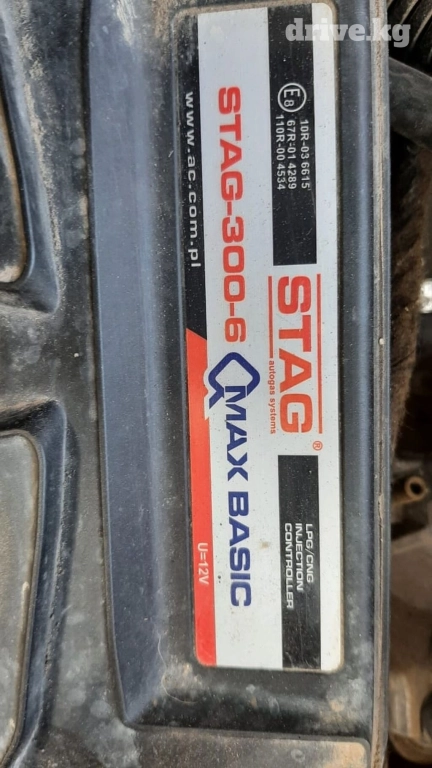 drive.kg
E8
10R-03 6615
67R-01 4289
110R-00 4534
STAG®
autogas systems
LPG/CNG
INJECTION
CONTROLLER
STAG-300-6 QMAX BASIC
www.ac.com.pl
U=12V